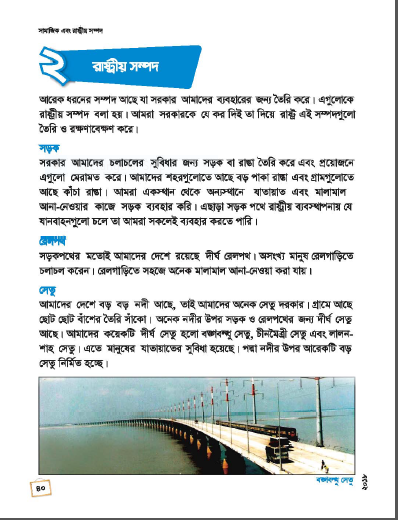 সামাজিক এবং রাষ্ট্রীয় সম্পদ
২ রাষ্ট্রীয় সম্পদ
আরেক ধরনের সম্পদ আছে যা সরকার আমাদের ব্যবহারের জন্য তৈরি করে। এগুলোকে
রাষ্ট্রীয় সম্পদ বলা হয়। আমরা সরকারকে যে কর দিই তা দিয়ে রাষ্ট্র এই সম্পদগুলো
তৈরি ও রক্ষণাবেক্ষণ করে।
সড়ক
সরকার আমাদের চলাচলের সুবিধার জন্য সড়ক বা রাস্তা তৈরি করে এবং প্রয়োজনে
এগুলো মেরামত করে। আমাদের শহরগুলোতে আছে বড় পাকা রাস্তা এবং গ্রামগুলোতে
আছে কাঁচা রাস্তা। আমরা একস্থান থেকে অন্যস্থানে যাতায়াত এবং মালামাল
আনা-নেওয়ার কাজে সড়ক ব্যবহার করি। এছাড়া সড়ক পথে রাষ্ট্রীয় ব্যবস্থাপনায় যে
যানবাহনগুলো চলে তা আমরা সকলেই ব্যবহার করতে পারি।
রেলপথ
সড়কপথের মতোই আমাদের দেশে রয়েছে দীর্ঘ রেলপথ। অসংখ্য মানুষ রেলগাড়িতে
চলাচল করেন। রেলগাড়িতে সহজে অনেক মালামাল আনা-নেওয়া করা যায়।
সেতু
আমাদের দেশে বড় বড় নদী আছে, তাই আমাদের অনেক সেতু দরকার। গ্রামে আছে
ছোট ছোট বাঁশের তৈরি সাঁকো। অনেক নদীর উপর সড়ক ও রেলপথের জন্য দীর্ঘ সেতু
আছে। আমাদের কয়েকটি দীর্ঘ সেতু হলো বঙ্গবন্ধু সেতু, চীনমৈত্রী সেতু এবং লালন-
শাহ সেতু। এতে মানুষের যাতায়াতের সুবিধা হয়েছে। পদ্মা নদীর উপর আরেকটি বড়
সেতু নির্মিত হচ্ছে।
বঙ্গবন্ধু সেতু
৪০
২০১৮